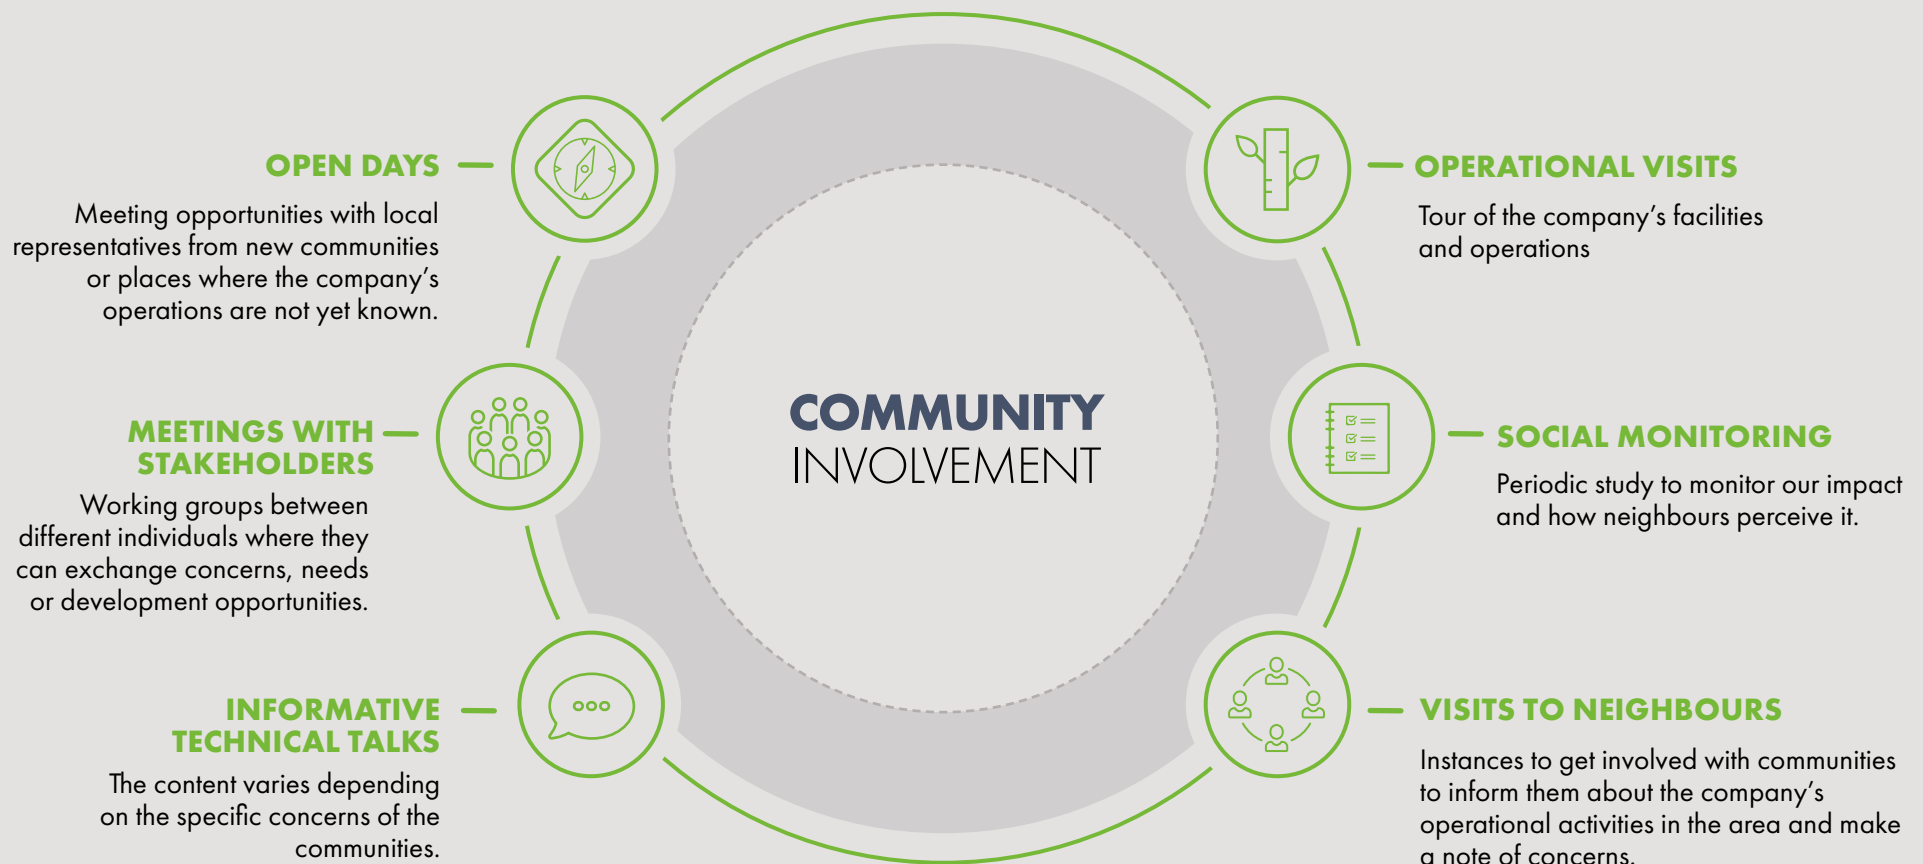 OPEN DAYS
Meeting opportunities with local
representatives from new communities
or places where the company's
operations are not yet known.
MEETINGS WITH
STAKEHOLDERS
Working groups between
different individuals where they
can exchange concerns, needs
or development opportunities.
INFORMATIVE
TECHNICAL TALKS
The content varies depending
on the specific concerns of the
communities.
COMMUNITY
INVOLVEMENT
OPERATIONAL VISITS
Tour of the company's facilities
and operations
SOCIAL MONITORING
Periodic study to monitor our impact
and how neighbours perceive it.
VISITS TO NEIGHBOURS
Instances to get involved with communities
to inform them about the company's
operational activities in the area and make
a note of concerns.